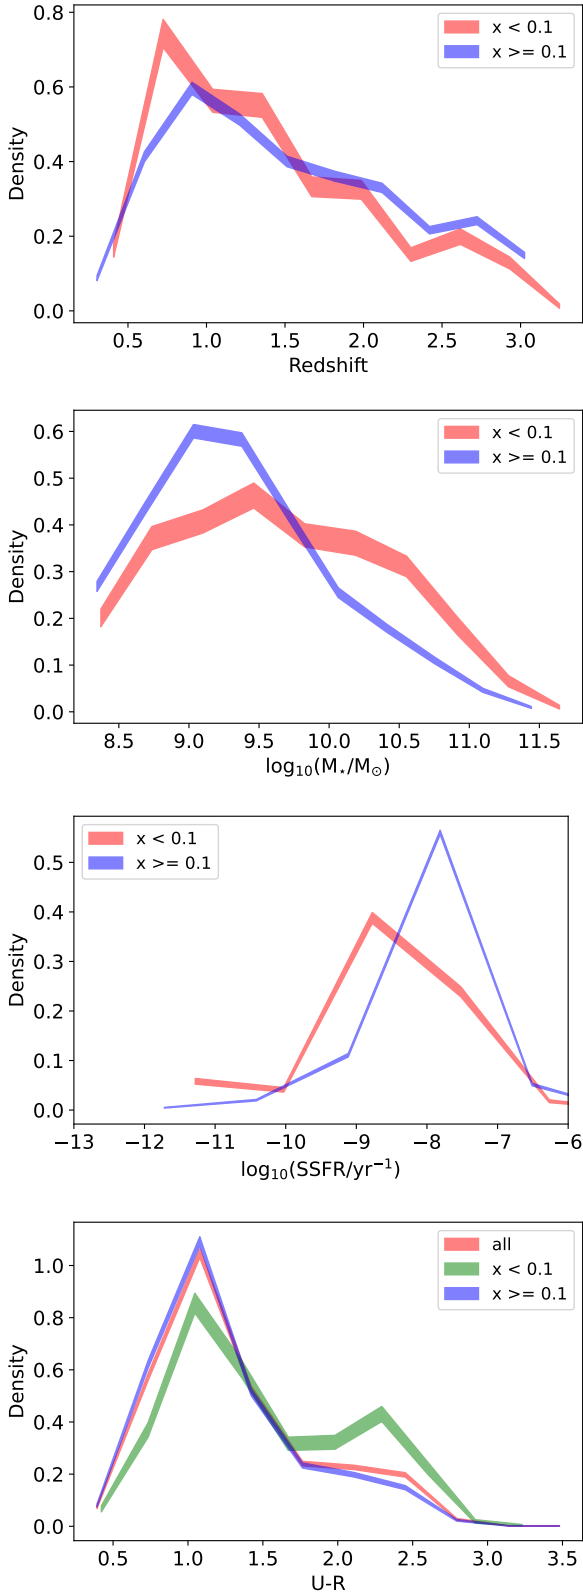 0.8
0.6
0.4
0.2
0.0
Density
x < 0.1
x >= 0.1
0.5 1.0 1.5 2.0 2.5 3.0
Redshift
0.6
0.5
0.4
0.3
0.2
0.1
0.0
Density
x < 0.1
x >= 0.1
8.5 9.0 9.5 10.0 10.5 11.0 11.5
log₁₀(M⋆/M⊙)
0.5
0.4
0.3
0.2
0.1
0.0
Density
x < 0.1
x >= 0.1
−13 −12 −11 −10 −9 −8 −7 −6
log₁₀(SSFR/yr⁻¹)
1.0
0.8
0.6
0.4
0.2
0.0
Density
all
x < 0.1
x >= 0.1
0.5 1.0 1.5 2.0 2.5 3.0 3.5
U-R